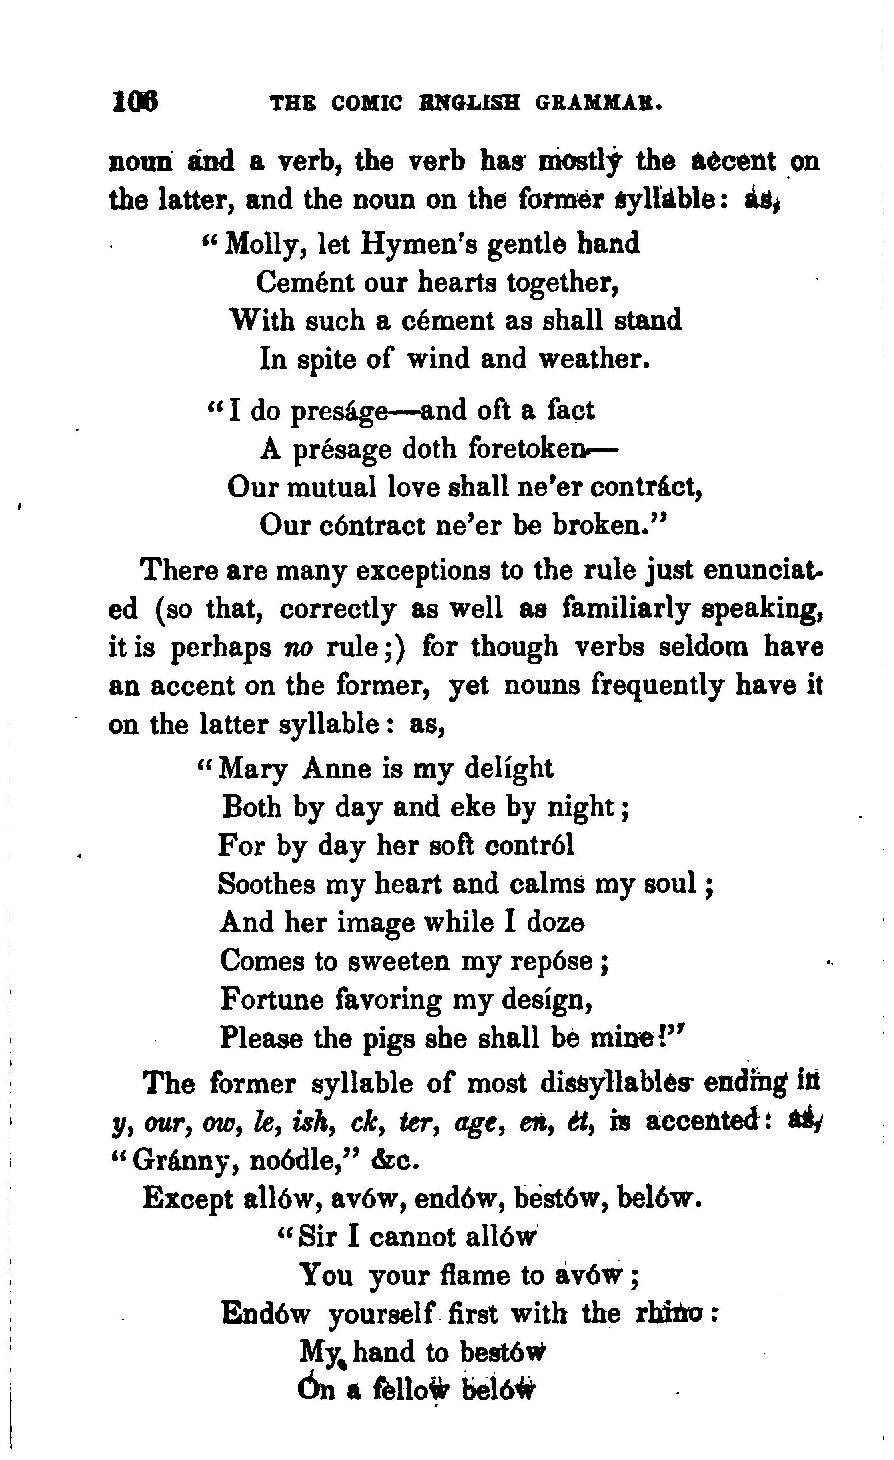 106 THE COMIC ENGLISH GRAMMAR.
noun and a verb, the verb has mostly the accent on
the latter, and the noun on the former syllable: as,
“Molly, let Hymen's gentle hand
Cemént our hearts together,
With such a cément as shall stand
In spite of wind and weather.
“I do preságe—and oft a fact
A présage doth foretoken—
Our mutual love shall ne'er contráct,
Our cóntract ne'er be broken.”
There are many exceptions to the rule just enunciat-
ed (so that, correctly as well as familiarly speaking,
it is perhaps no rule;) for though verbs seldom have
an accent on the former, yet nouns frequently have it
on the latter syllable: as,
“Mary Anne is my delíght
Both by day and eke by night;
For by day her soft contról
Soothes my heart and calms my soul;
And her image while I doze
Comes to sweeten my repóse;
Fortune favoring my desígn,
Please the pigs she shall be mine!”
The former syllable of most dissyllables ending in
y, our, ow, le, ish, ck, ter, age, en, et, is accented: as,
“Gránny, noódle,” &c.
Except allów, avów, endów, bestów, belów.
“Sir I cannot allów
You your flame to avów;
Endów yourself first with the rhino:
My hand to bestów
On a fellow belów